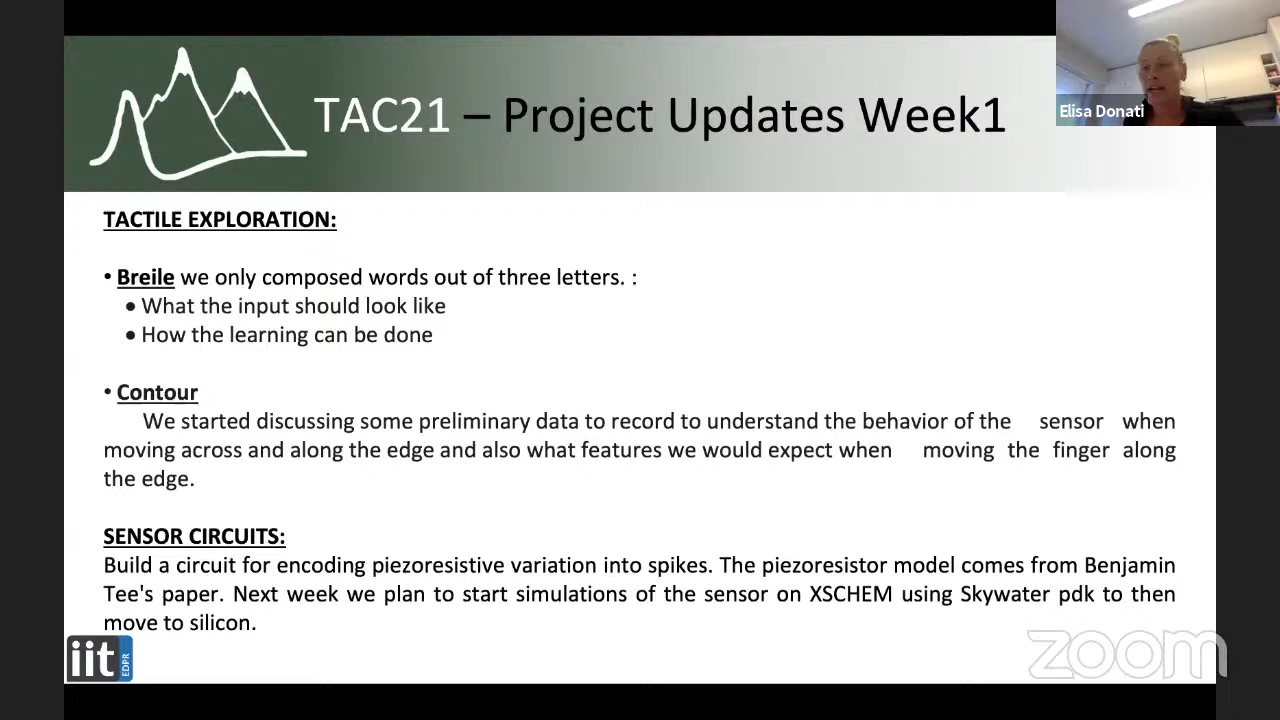 TAC21 – Project Updates Week1
Elisa Donati
TACTILE EXPLORATION:
• Breile we only composed words out of three letters. :
• What the input should look like
• How the learning can be done
• Contour
We started discussing some preliminary data to record to understand the behavior of the sensor when
moving across and along the edge and also what features we would expect when moving the finger along
the edge.
SENSOR CIRCUITS:
Build a circuit for encoding piezoresistive variation into spikes. The piezoresistor model comes from Benjamin
Tee's paper. Next week we plan to start simulations of the sensor on XSCHEM using Skywater pdk to then
move to silicon.
iit
EDPR
zoom